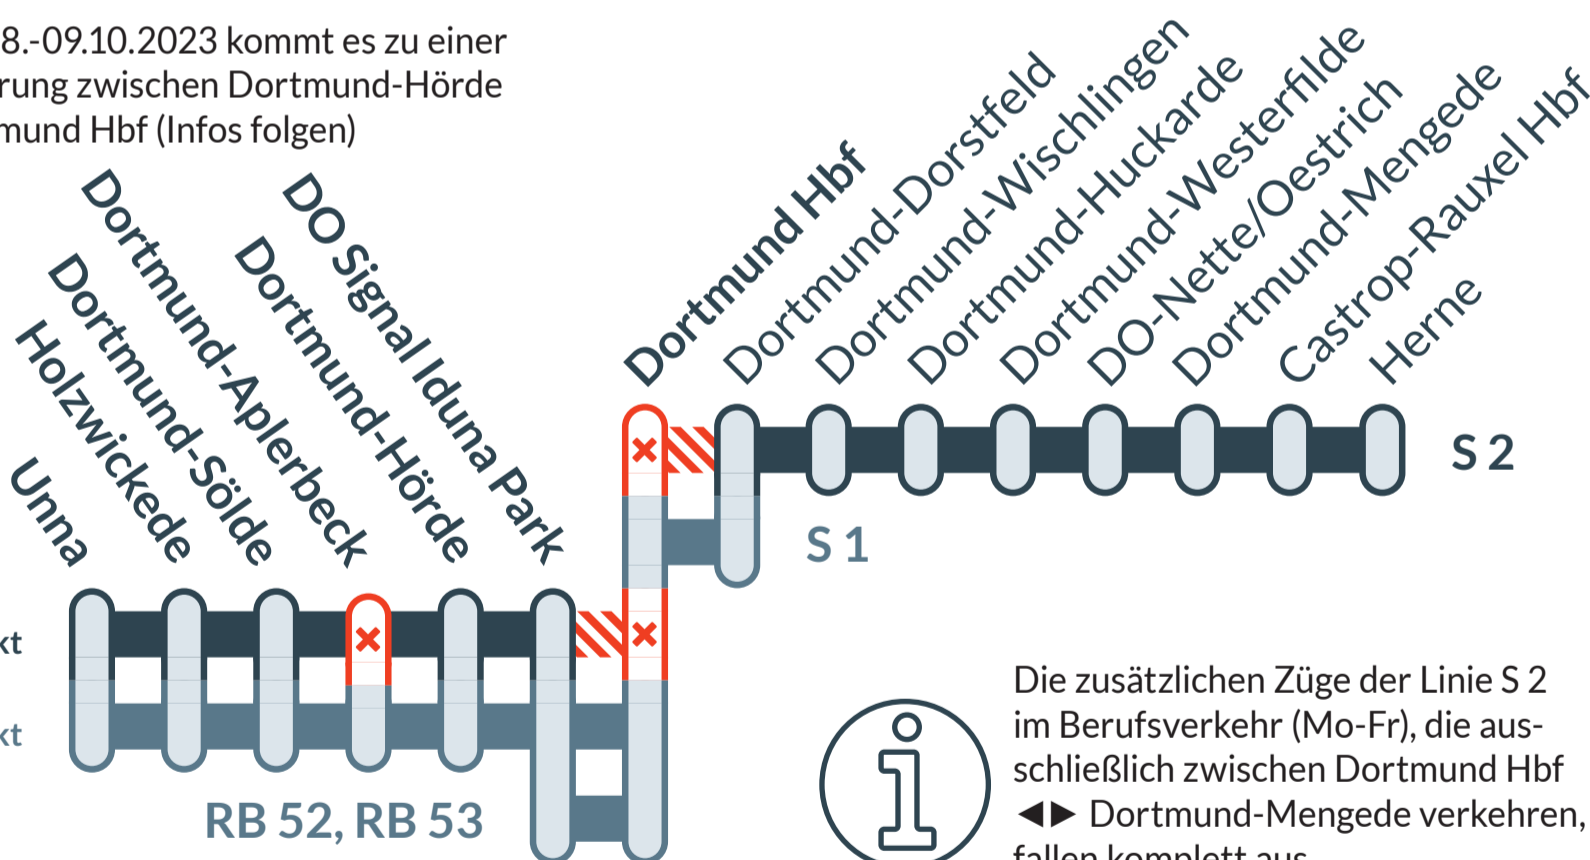 8.-09.10.2023 kommt es zu einer
rung zwischen Dortmund-Hörde
mund Hbf (Infos folgen)
Unna
Holzwickede
Dortmund-Sölde
Dortmund-Aplerbeck
Dortmund-Hörde
DO Signal Iduna Park
Dortmund Hbf
Dortmund-Dorstfeld
Dortmund-Wischlingen
Dortmund-Huckarde
Dortmund-Westerfilde
DO-Nette/Oestrich
Dortmund-Mengede
Castrop-Rauxel Hbf
Herne
S 2
S 1
kt
kt
RB 52, RB 53
Die zusätzlichen Züge der Linie S 2
im Berufsverkehr (Mo-Fr), die aus-
schließlich zwischen Dortmund Hbf
◀▶ Dortmund-Mengede verkehren,
fallen komplett aus